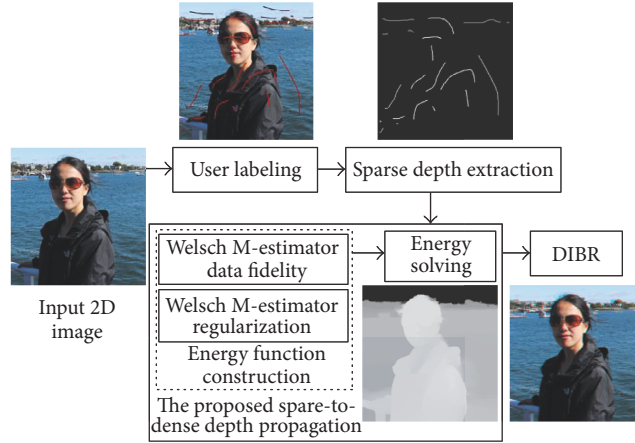 User labeling
Sparse depth extraction
Welsch M-estimator
data fidelity
Energy
solving
DIBR
Input 2D
image
Welsch M-estimator
regularization
Energy function
construction
The proposed spare-to-
dense depth propagation